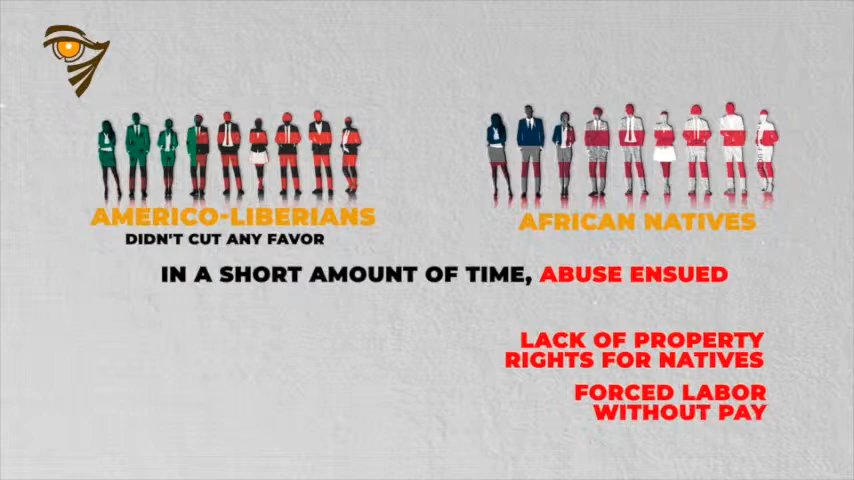 AMERICO-LIBERIANS
DIDN'T CUT ANY FAVOR
AFRICAN NATIVES
IN A SHORT AMOUNT OF TIME, ABUSE ENSUED
LACK OF PROPERTY
RIGHTS FOR NATIVES
FORCED LABOR
WITHOUT PAY